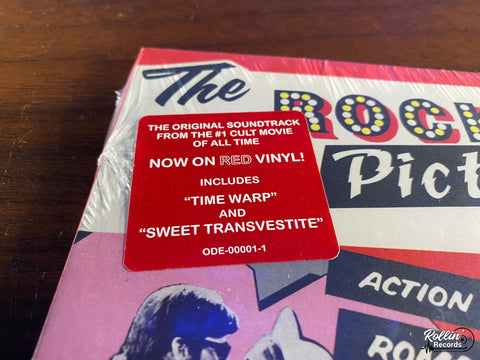 The
ROCK
Pict
THE ORIGINAL SOUNDTRACK
FROM THE #1 CULT MOVIE
OF ALL TIME
NOW ON RED VINYL!
INCLUDES
"TIME WARP"
AND
"SWEET TRANSVESTITE"
ODE-00001-1
ACTION
ROM
Rollin'
Records